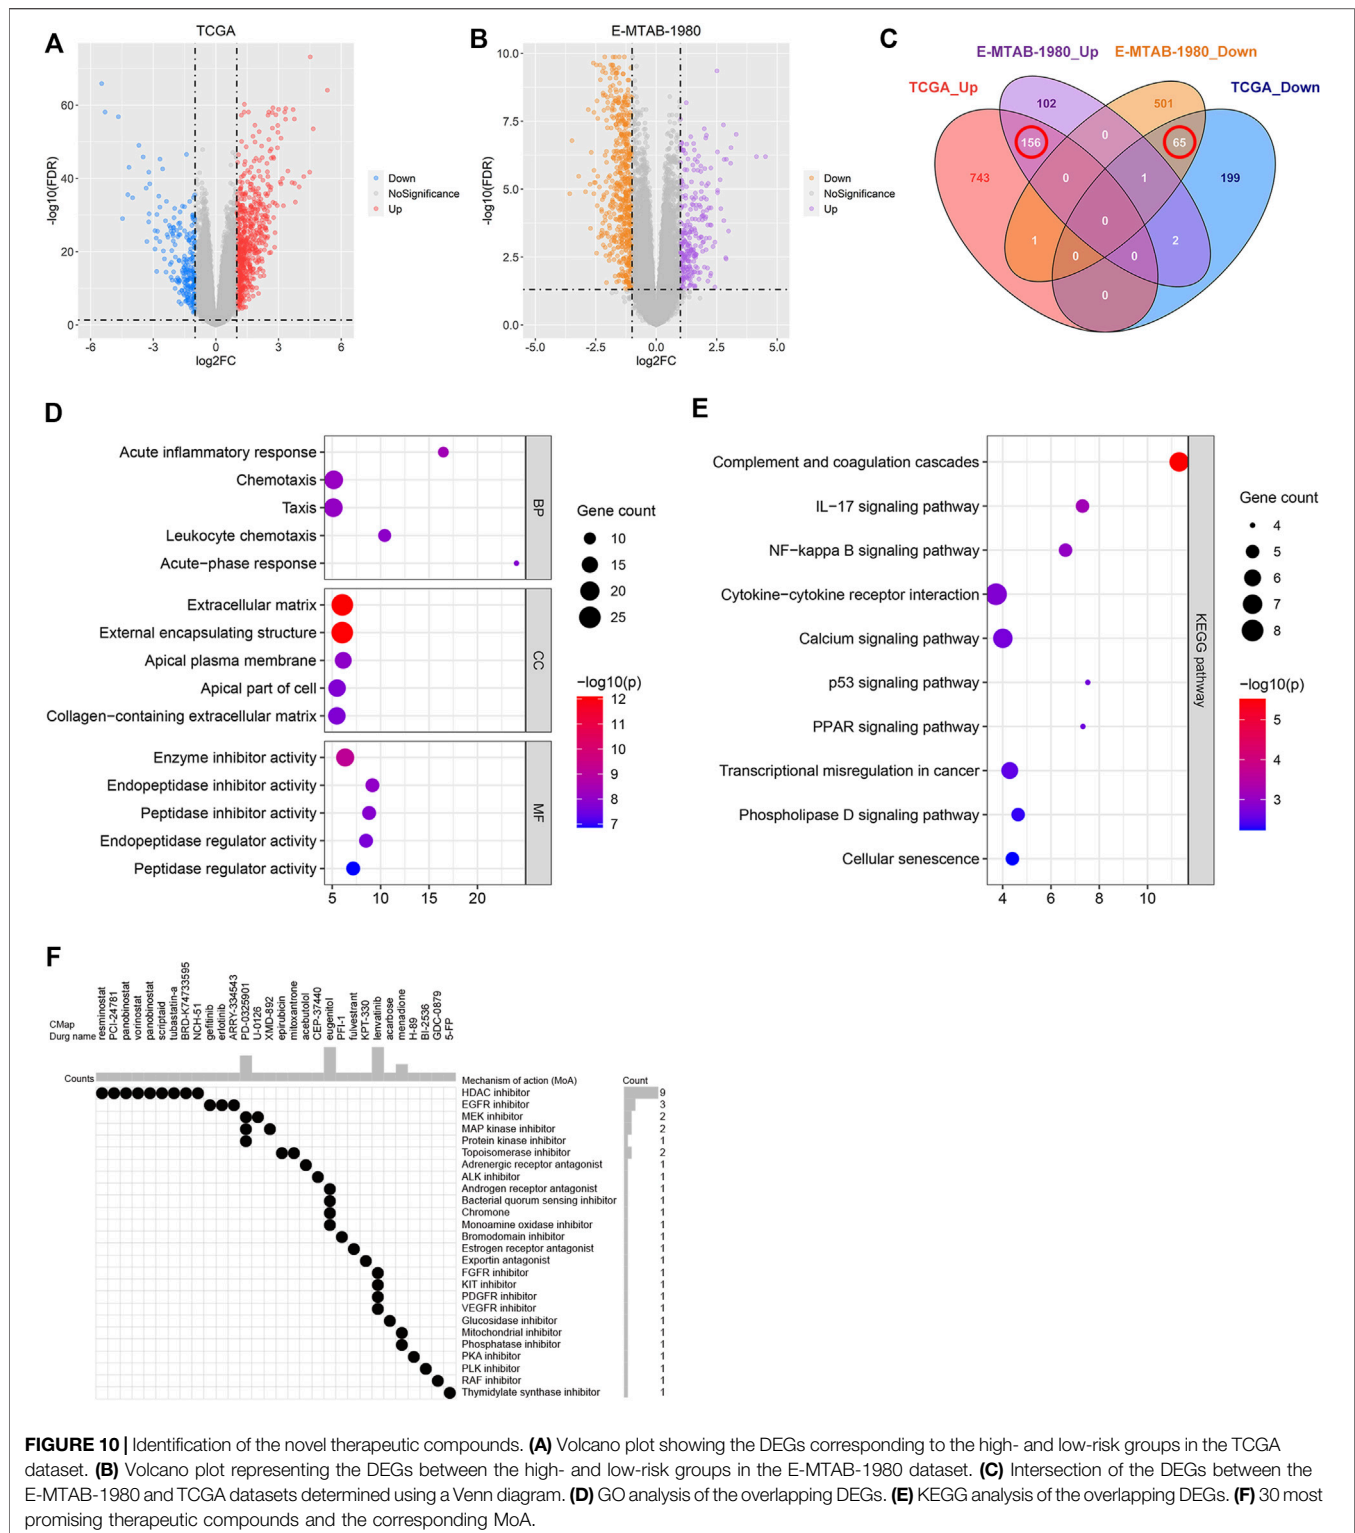 A
TCGA
60
40
20
0
-log10(FDR)
-6
-3
0
3
6
log2FC
Down
NoSignificance
Up
B
E-MTAB-1980
10.0
7.5
5.0
2.5
0.0
-log10(FDR)
-5.0
-2.5
0.0
2.5
5.0
log2FC
Down
NoSignificance
Up
C
E-MTAB-1980_Up
E-MTAB-1980_Down
TCGA_Up
TCGA_Down
102
501
0
156
65
743
0
1
199
0
1
2
0
0
0
D
Acute inflammatory response
Chemotaxis
Taxis
Leukocyte chemotaxis
Acute−phase response
BP
Extracellular matrix
External encapsulating structure
Apical plasma membrane
Apical part of cell
Collagen−containing extracellular matrix
CC
Enzyme inhibitor activity
Endopeptidase inhibitor activity
Peptidase inhibitor activity
Endopeptidase regulator activity
Peptidase regulator activity
MF
5
10
15
20
Gene count
10
15
20
25
−log10(p)
12
11
10
9
8
7
E
Complement and coagulation cascades
IL−17 signaling pathway
NF−kappa B signaling pathway
Cytokine−cytokine receptor interaction
Calcium signaling pathway
p53 signaling pathway
PPAR signaling pathway
Transcriptional misregulation in cancer
Phospholipase D signaling pathway
Cellular senescence
KEGG pathway
4
6
8
10
Gene count
4
5
6
7
8
−log10(p)
5
4
3
F
CMap
Durg name
resminostat
PCI-24781
panobinostat
vorinostat
panobinostat
scriptaid
tubastatin-a
BRD-K74733595
NCH-51
gefitinib
erlotinib
ARRY-334543
PD-0325901
U-0126
XMD-892
epirubicin
mitoxantrone
acebutolol
CEP-37440
eugenitol
PFI-1
fulvestrant
KPT-330
lenvatinib
acarbose
menadione
H-89
BI-2536
GDC-0879
5-FP
Counts
Mechanism of action (MoA)
Count
HDAC inhibitor 9
EGFR inhibitor 3
MEK inhibitor 2
MAP kinase inhibitor 2
Protein kinase inhibitor 1
Topoisomerase inhibitor 2
Adrenergic receptor antagonist 1
ALK inhibitor 1
Androgen receptor antagonist 1
Bacterial quorum sensing inhibitor 1
Chromone 1
Monoamine oxidase inhibitor 1
Bromodomain inhibitor 1
Estrogen receptor antagonist 1
Exportin antagonist 1
FGFR inhibitor 1
KIT inhibitor 1
PDGFR inhibitor 1
VEGFR inhibitor 1
Glucosidase inhibitor 1
Mitochondrial inhibitor 1
Phosphatase inhibitor 1
PKA inhibitor 1
PLK inhibitor 1
RAF inhibitor 1
Thymidylate synthase inhibitor 1
FIGURE 10 | Identification of the novel therapeutic compounds. (A) Volcano plot showing the DEGs corresponding to the high- and low-risk groups in the TCGA
dataset. (B) Volcano plot representing the DEGs between the high- and low-risk groups in the E-MTAB-1980 dataset. (C) Intersection of the DEGs between the
E-MTAB-1980 and TCGA datasets determined using a Venn diagram. (D) GO analysis of the overlapping DEGs. (E) KEGG analysis of the overlapping DEGs. (F) 30 most
promising therapeutic compounds and the corresponding MoA.